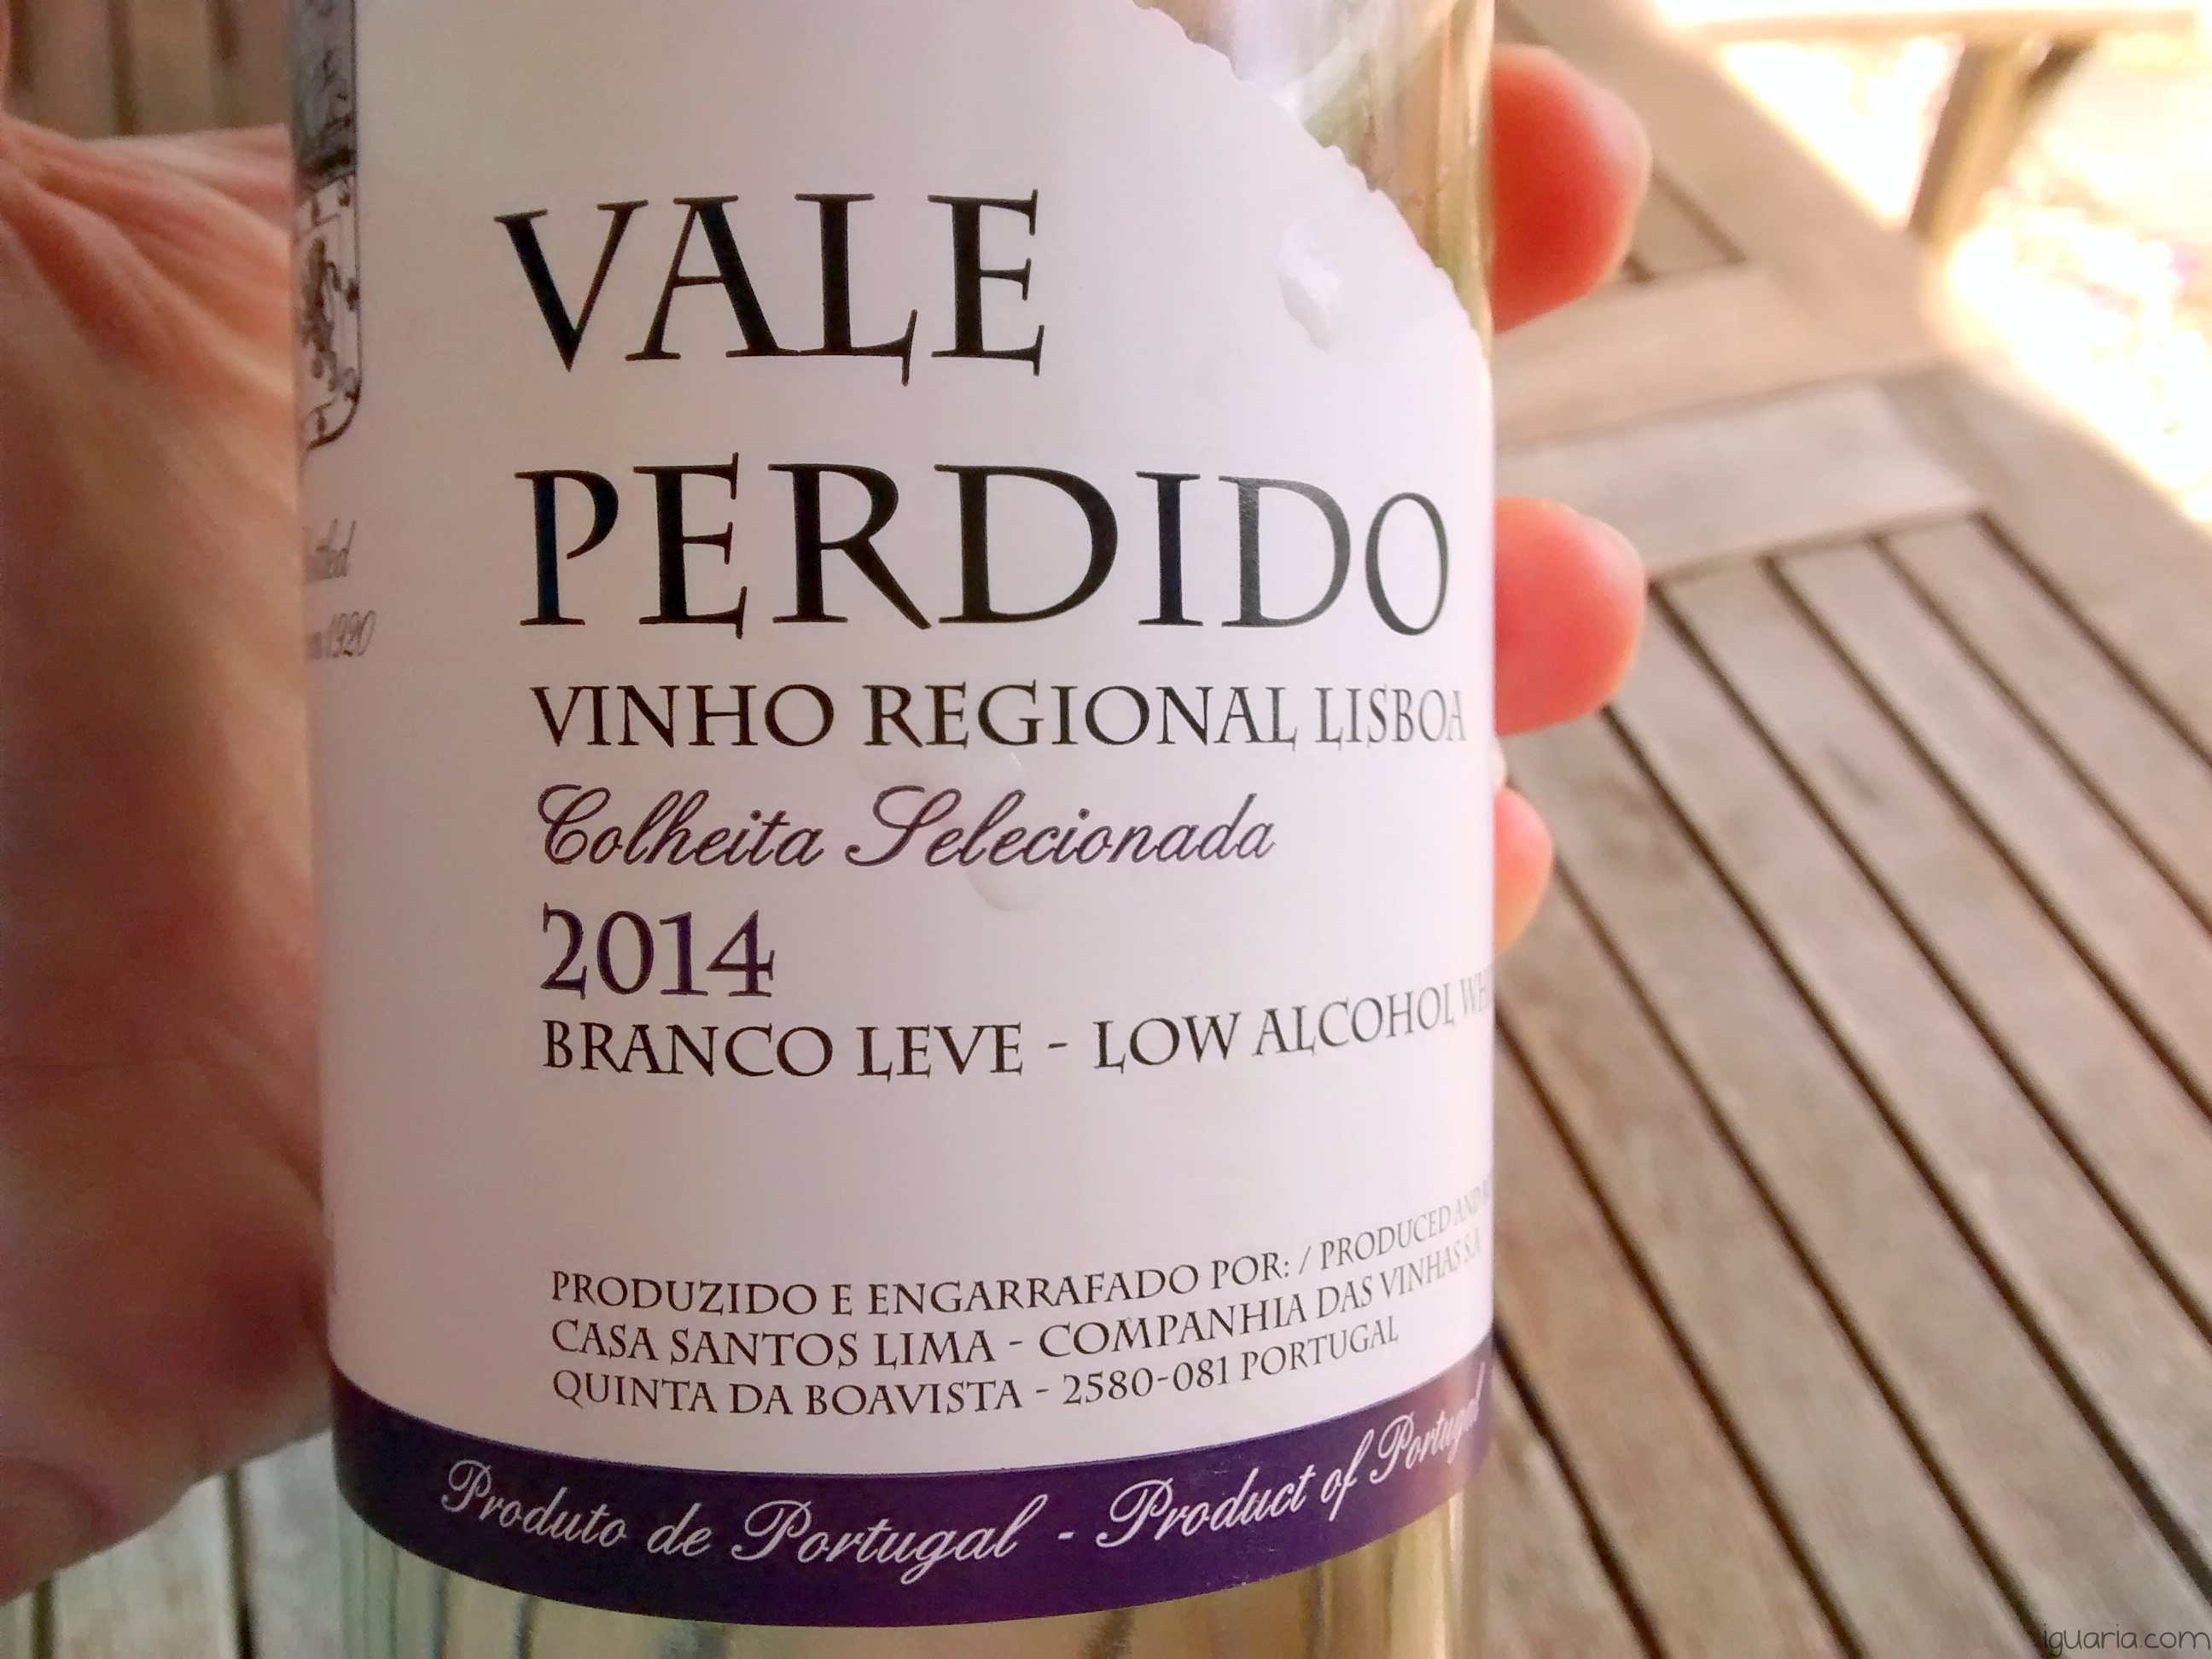 VALE
PERDIDO
1920
VINHO REGIONAL LISBOA
Colheita Selecionada
2014
BRANCO LEVE - LOW ALCOHOL
PRODUZIDO E ENGARRAFADO POR: / PRODUCED AND
CASA SANTOS LIMA - COMPANHIA DAS VINHAS S.A
QUINTA DA BOAVISTA - 2580-081 PORTUGAL
Produto de Portugal - Product of Portugal
iguaria.com